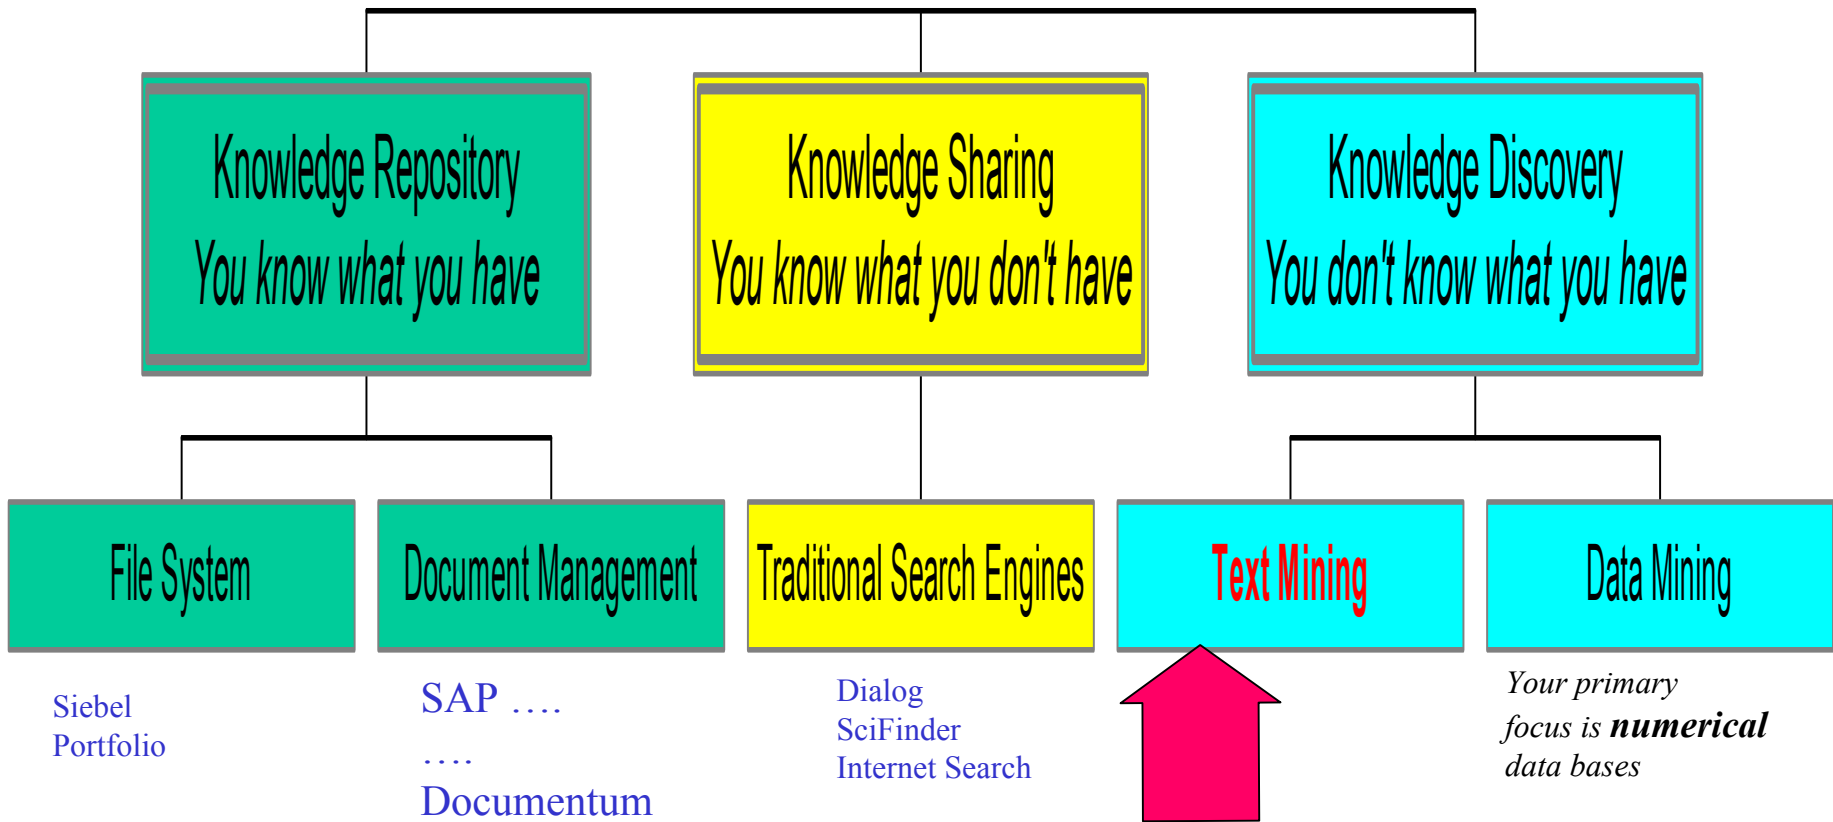 Knowledge Repository
You know what you have
Knowledge Sharing
You know what you don't have
Knowledge Discovery
You don't know what you have
File System
Document Management
Traditional Search Engines
Text Mining
Data Mining
Siebel
Portfolio
SAP ….
….
Documentum
Dialog
SciFinder
Internet Search
Your primary
focus is numerical
data bases